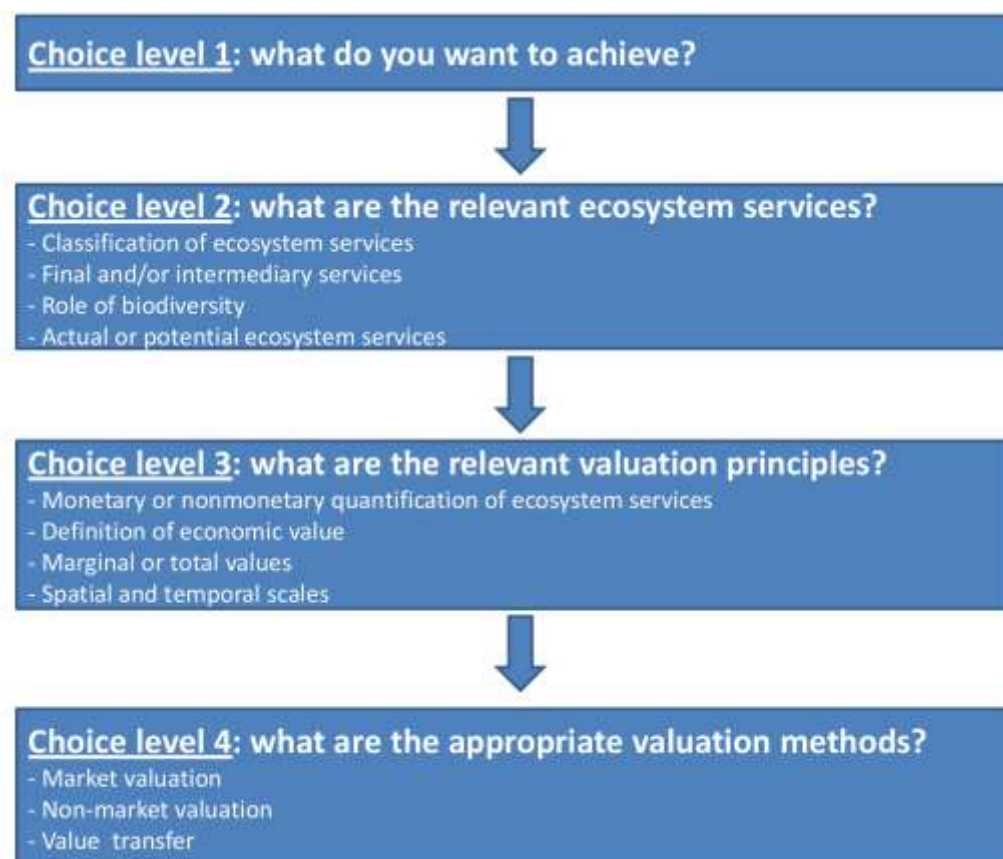 Choice level 1: what do you want to achieve?
Choice level 2: what are the relevant ecosystem services?
- Classification of ecosystem services
- Final and/or intermediary services
- Role of biodiversity
- Actual or potential ecosystem services
Choice level 3: what are the relevant valuation principles?
- Monetary or nonmonetary quantification of ecosystem services
- Definition of economic value
- Marginal or total values
- Spatial and temporal scales
Choice level 4: what are the appropriate valuation methods?
- Market valuation
- Non-market valuation
- Value transfer